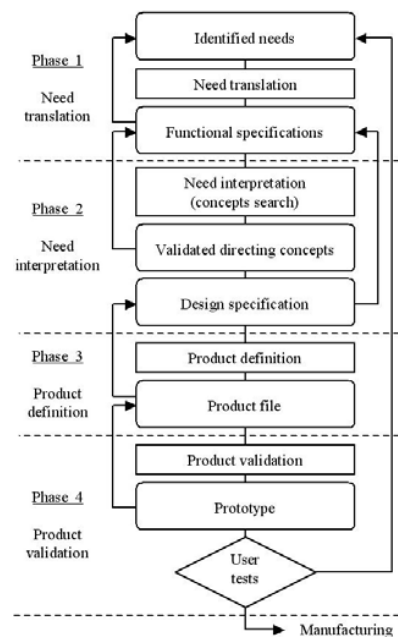 Identified needs
Phase 1
Need translation
Need
translation
Functional specifications
Need interpretation
(concepts search)
Phase 2
Need
interpretation
Validated directing concepts
Design specification
Phase 3
Product definition
Product
definition
Product file
Product validation
Phase 4
Prototype
Product
validation
User
tests
Manufacturing